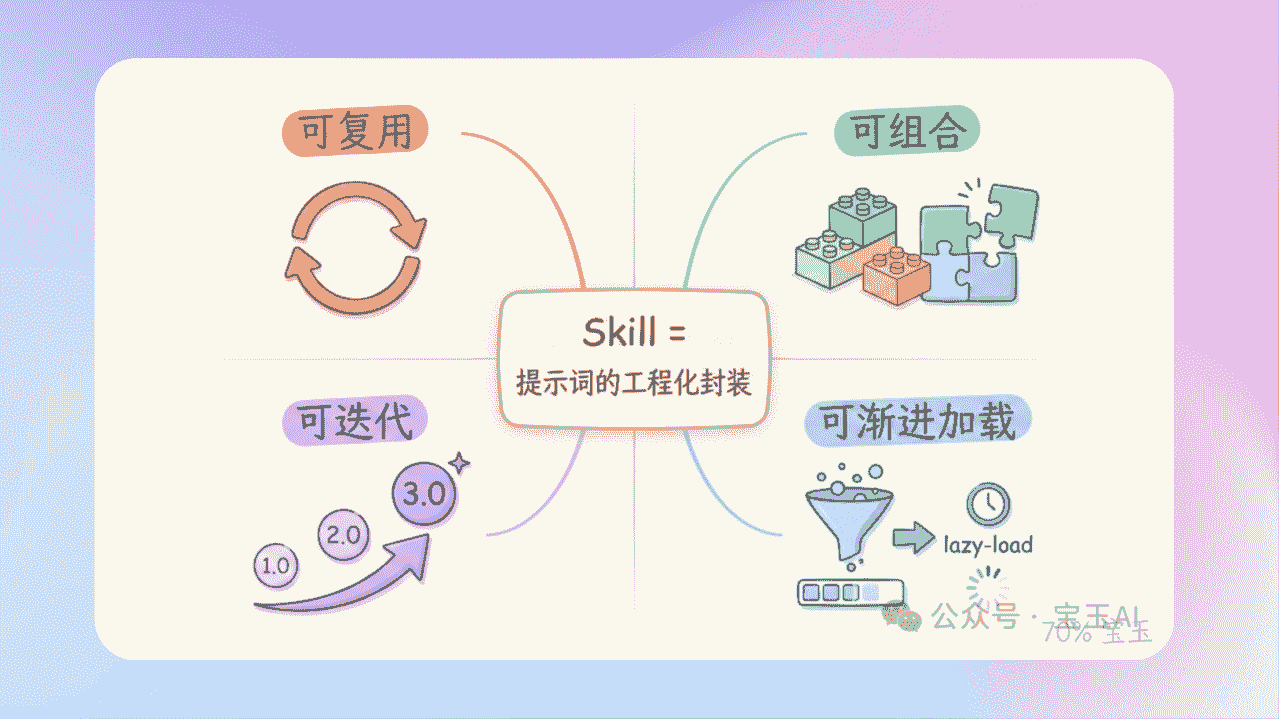 可复用
可组合
Skill =
提示词的工程化封装
可迭代
1.0
2.0
3.0
可渐进加载
lazy-load
公众号 · 宝玉AI
70% 宝玉